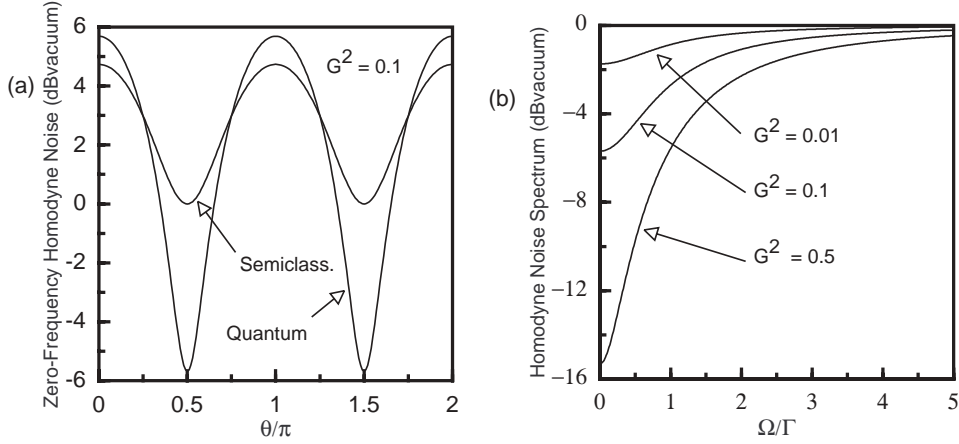 (a)
Zero-Frequency Homodyne Noise (dBvacuum)
6
4
2
0
-2
-4
-6
G² = 0.1
Semiclass.
Quantum
0
0.5
1
1.5
2
θ/π
(b)
Homodyne Noise Spectrum (dBvacuum)
0
−4
−8
−12
−16
G² = 0.01
G² = 0.1
G² = 0.5
0
1
2
3
4
5
Ω/Γ